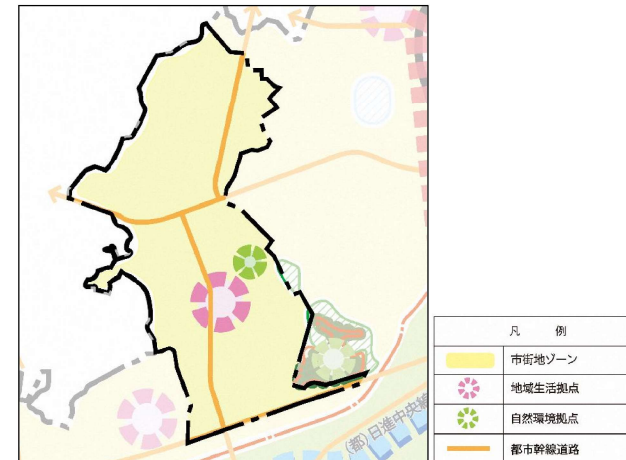 (都)日進中央線
凡 例
市街地ゾーン
地域生活拠点
自然環境拠点
都市幹線道路